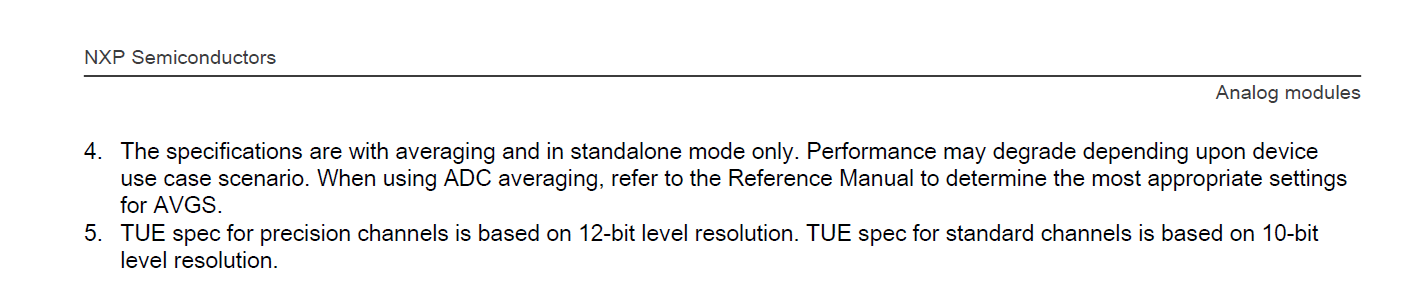 NXP Semiconductors
Analog modules
4. The specifications are with averaging and in standalone mode only. Performance may degrade depending upon device
use case scenario. When using ADC averaging, refer to the Reference Manual to determine the most appropriate settings
for AVGS.
5. TUE spec for precision channels is based on 12-bit level resolution. TUE spec for standard channels is based on 10-bit
level resolution.